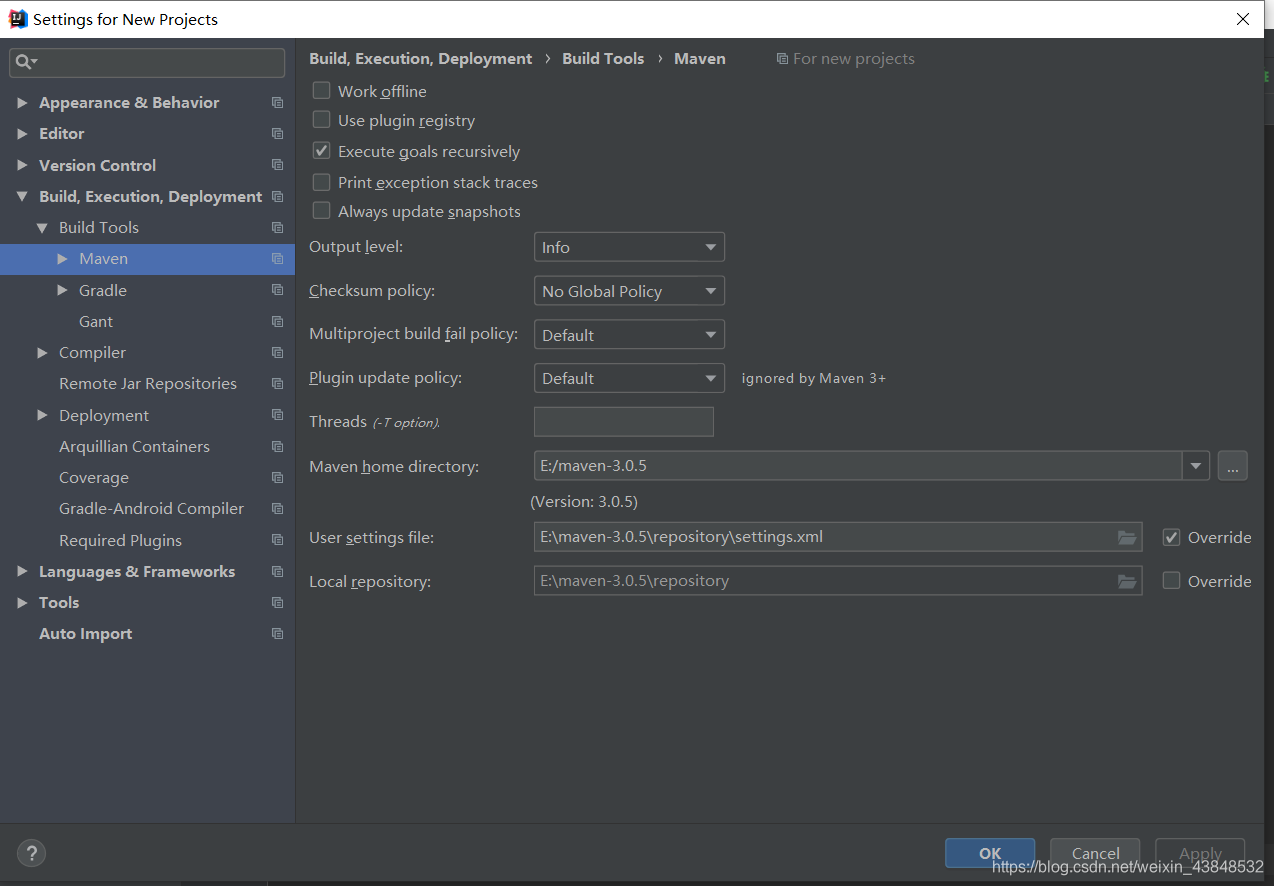 Settings for New Projects
Build, Execution, Deployment › Build Tools › Maven For new projects
Appearance & Behavior
Editor
Version Control
Build, Execution, Deployment
Build Tools
Maven
Gradle
Gant
Compiler
Remote Jar Repositories
Deployment
Arquillian Containers
Coverage
Gradle-Android Compiler
Required Plugins
Languages & Frameworks
Tools
Auto Import
Work offline
Use plugin registry
Execute goals recursively
Print exception stack traces
Always update snapshots
Output level: Info
Checksum policy: No Global Policy
Multiproject build fail policy: Default
Plugin update policy: Default ignored by Maven 3+
Threads (-T option).
Maven home directory: E:/maven-3.0.5 ...
(Version: 3.0.5)
User settings file: E:\maven-3.0.5\repository\settings.xml Override
Local repository: E:\maven-3.0.5\repository Override
? OK Cancel Apply
https://blog.csdn.net/weixin_43848532